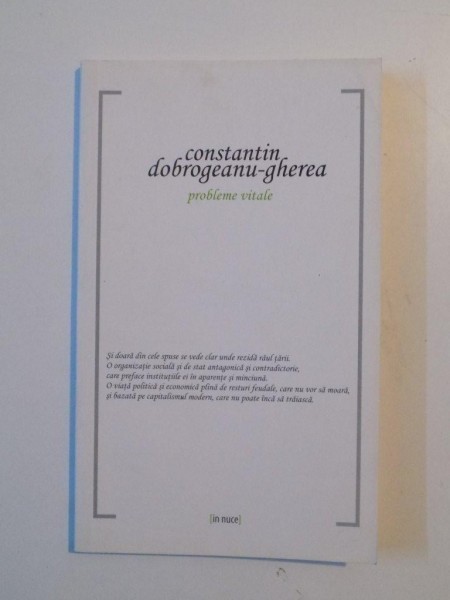 constantin
dobrogeanu-gherea
probleme vitale
Și doară din cele spuse se vede clar unde rezidă răul țării.
O organizație socială și de stat antagonică și contradictorie,
care preface instituțiile ei în aparențe și minciună.
O viață politică și economică plină de resturi feudale, care nu vor să moară,
și bazată pe capitalismul modern, care nu poate încă să trăiască.
[in nuce]